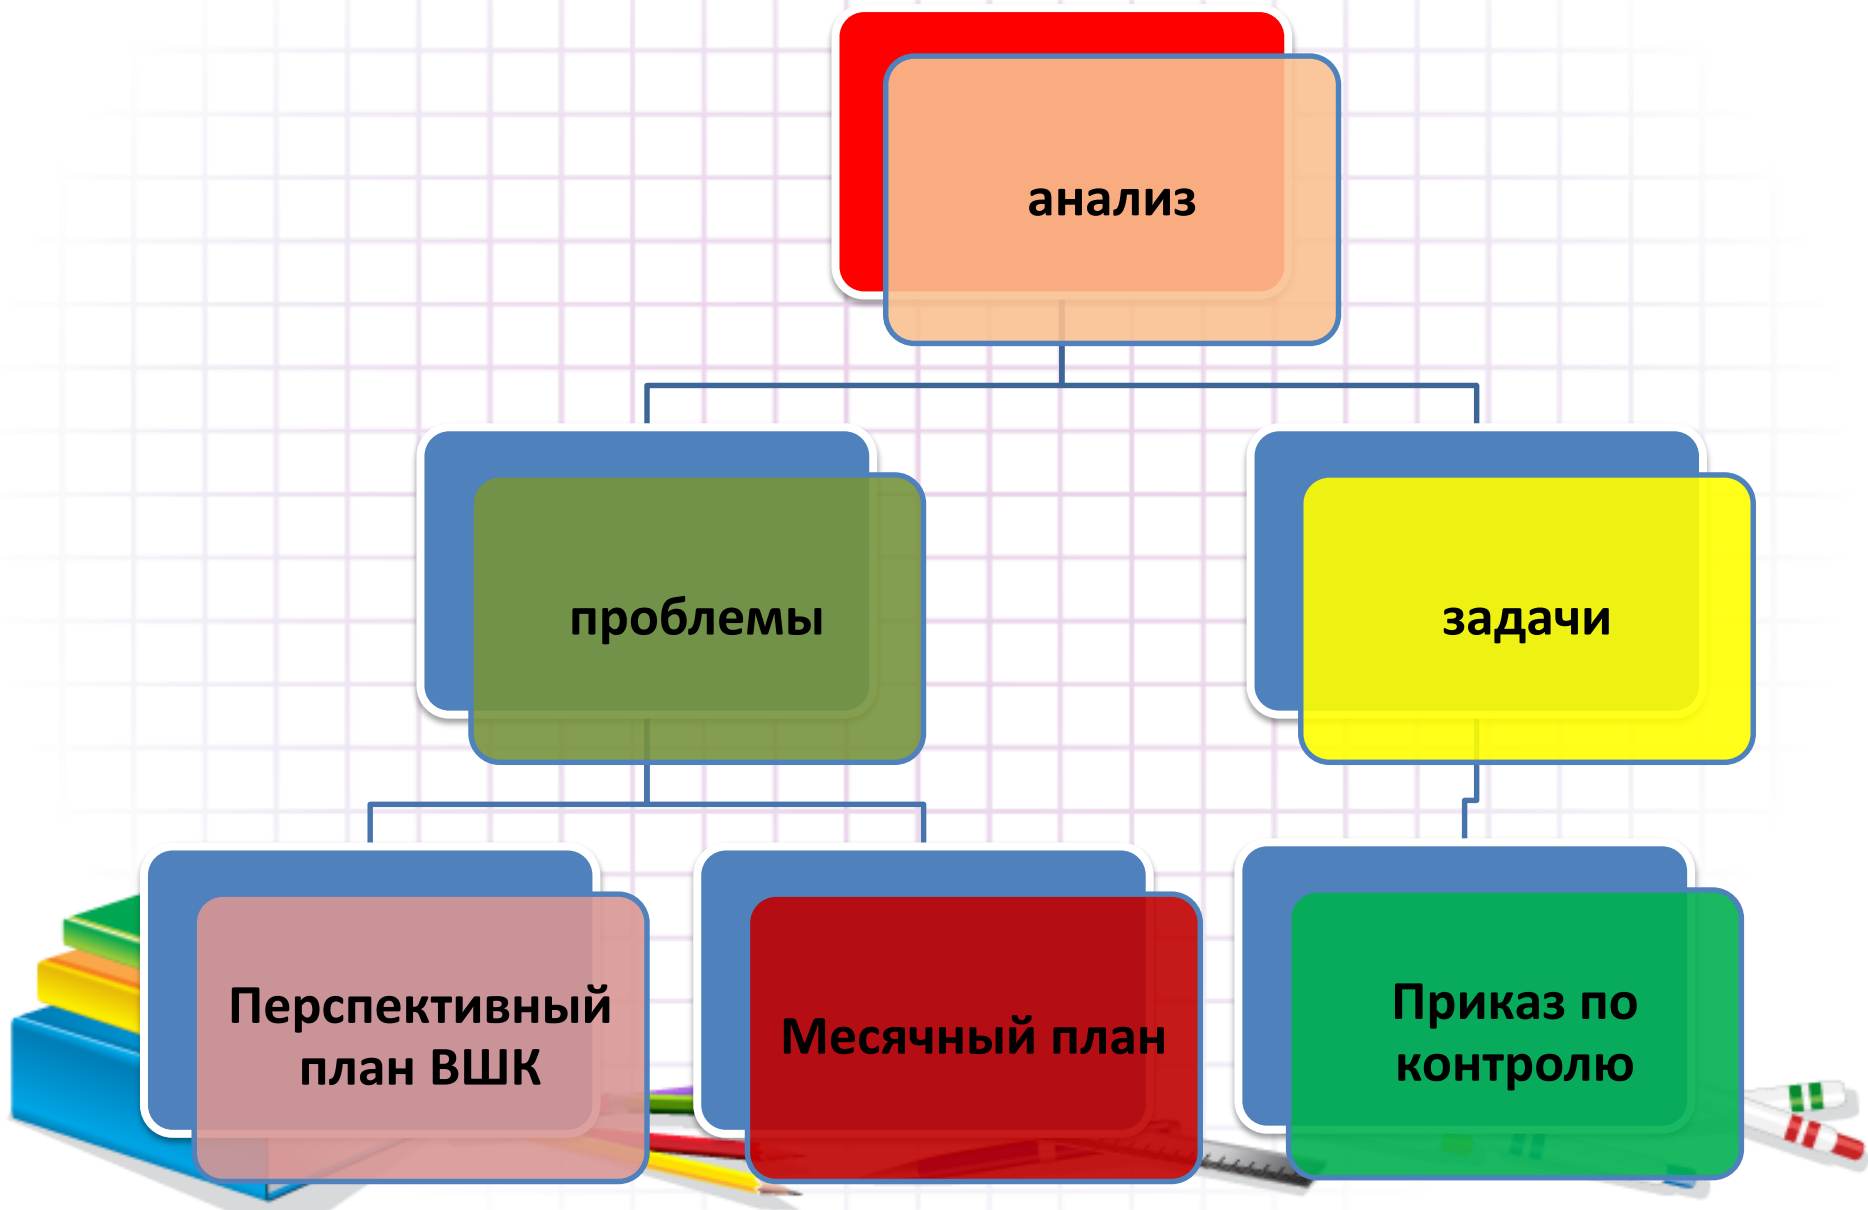 анализ
проблемы
задачи
Перспективный
план ВШК
Месячный план
Приказ по
контролю